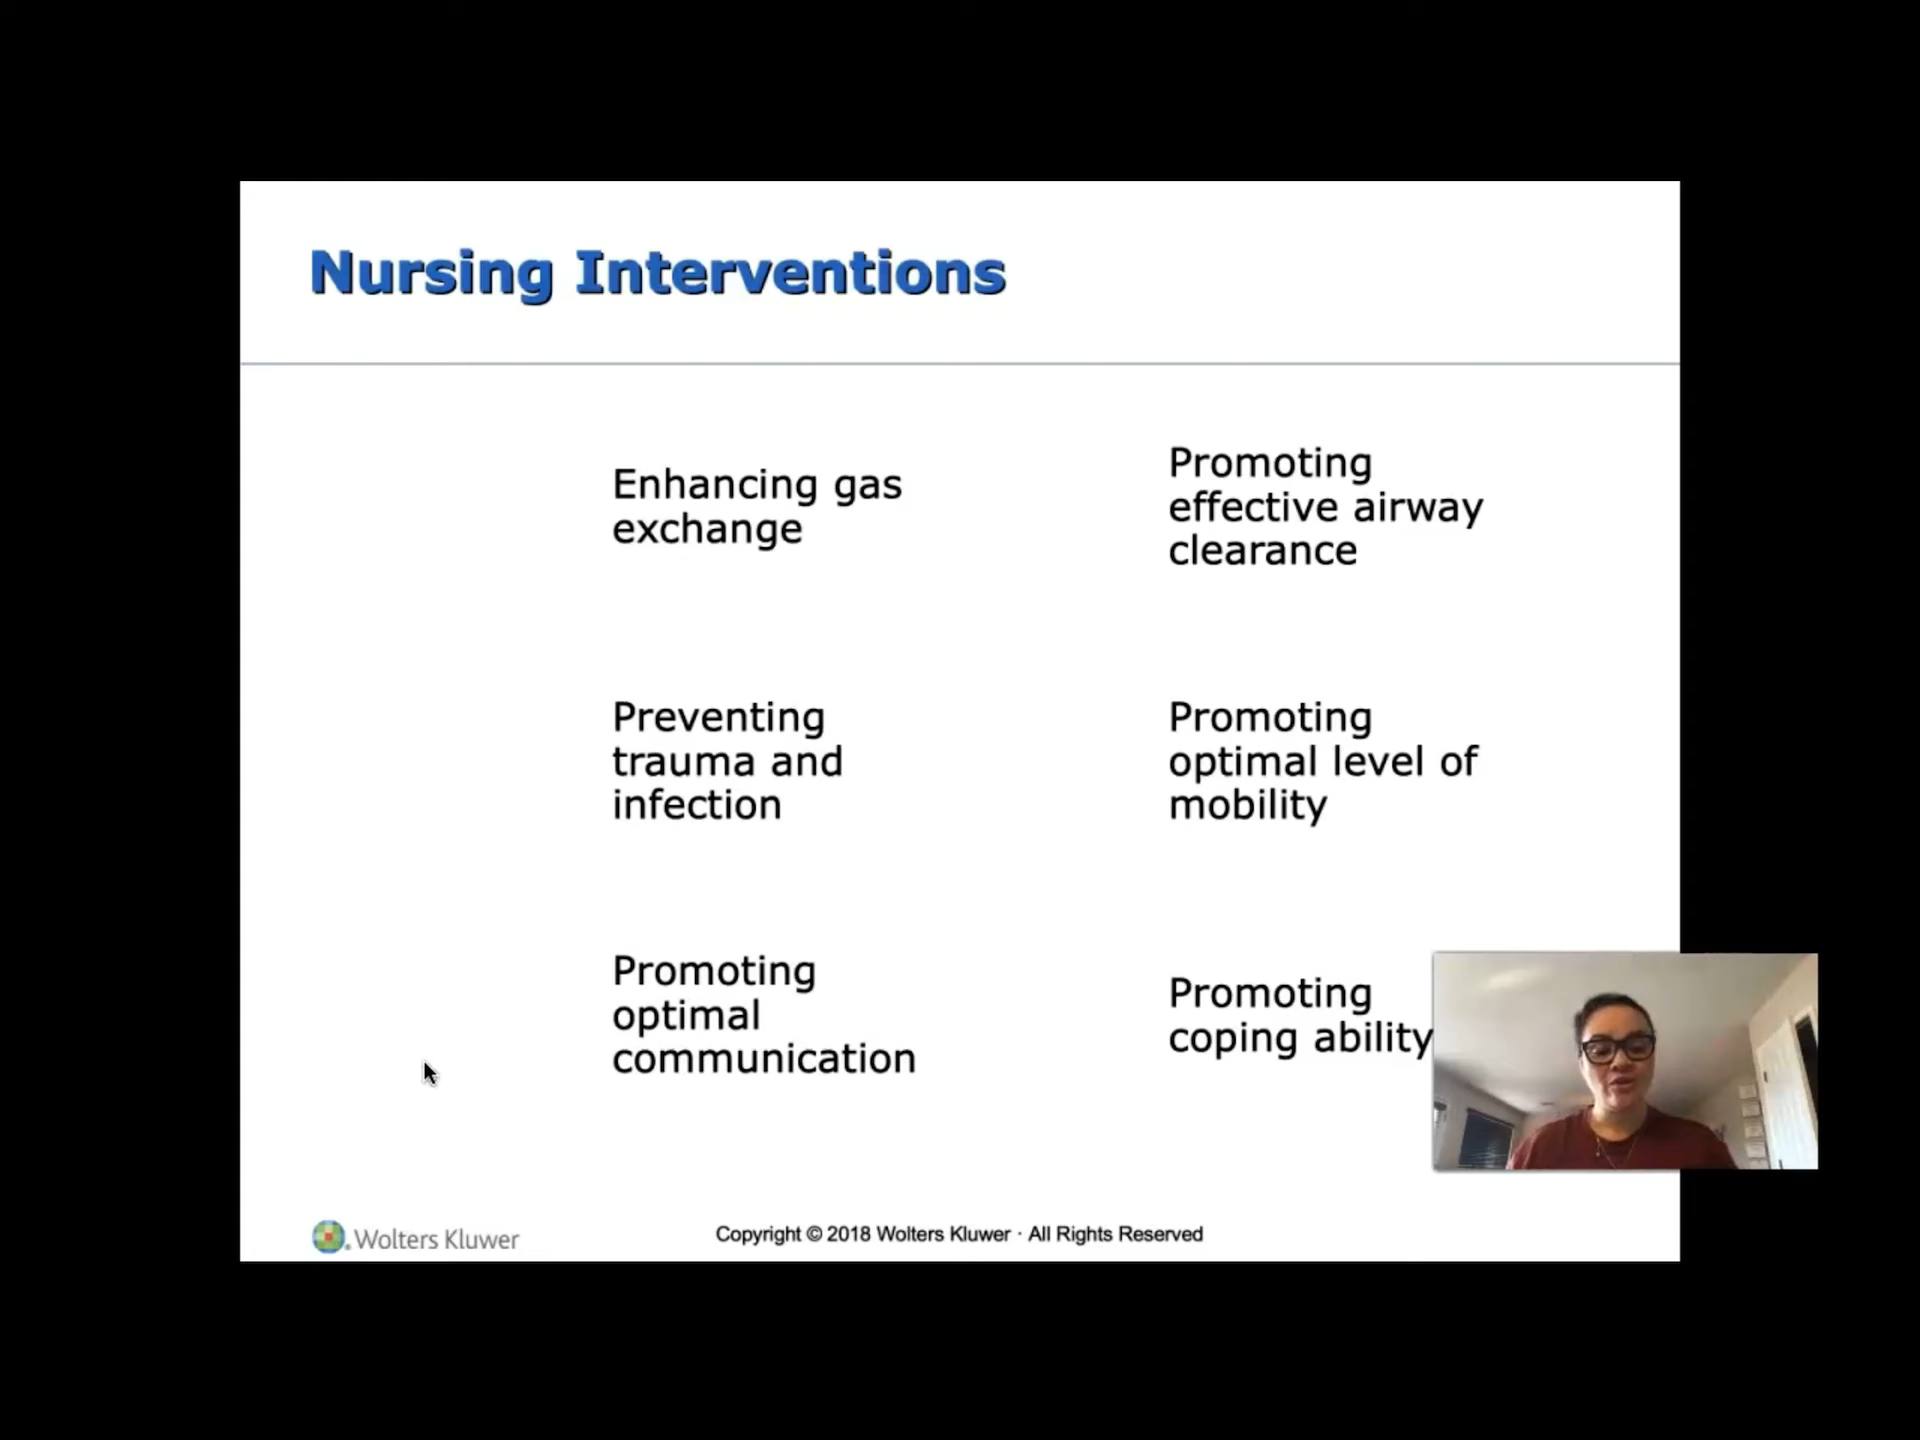 Nursing Interventions
Enhancing gas
exchange
Promoting
effective airway
clearance
Preventing
trauma and
infection
Promoting
optimal level of
mobility
Promoting
optimal
communication
Promoting
coping ability
Wolters Kluwer
Copyright © 2018 Wolters Kluwer · All Rights Reserved